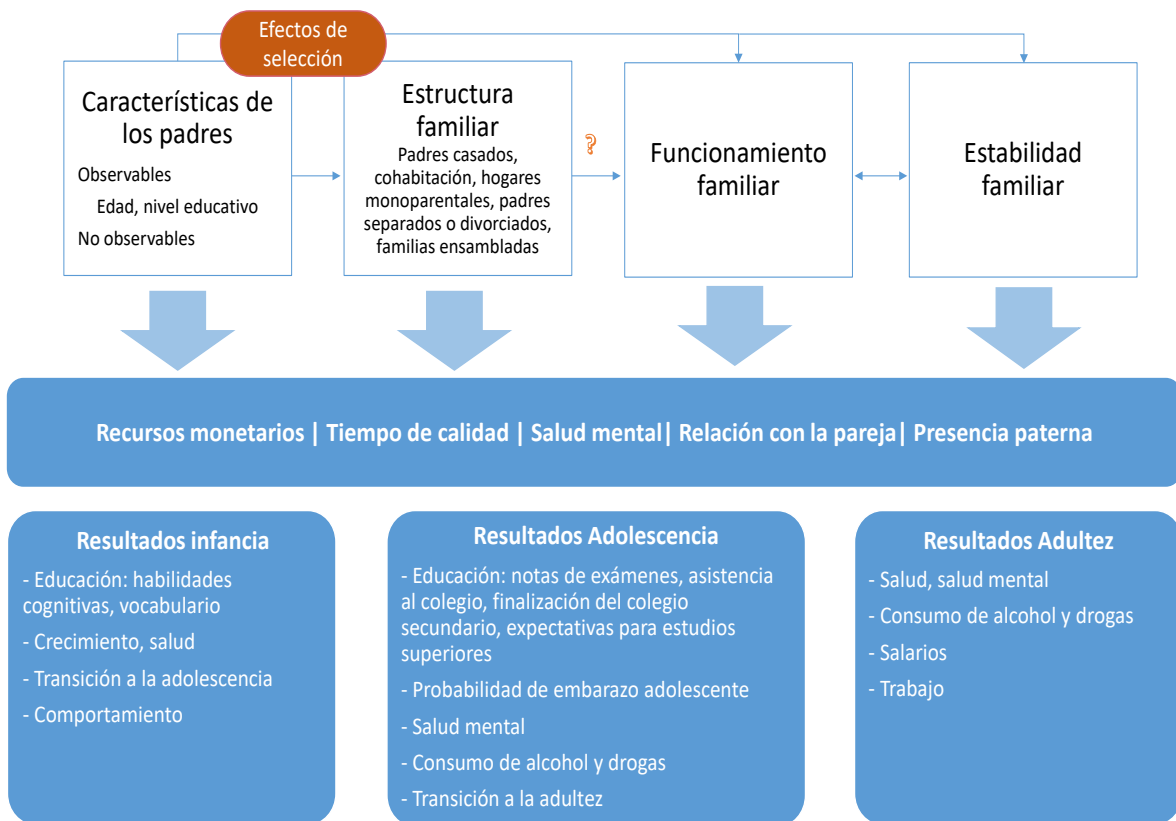 Efectos de
selección
Características de
los padres
Observables
Edad, nivel educativo
No observables
Estructura
familiar
Padres casados,
cohabitación, hogares
monoparentales, padres
separados o divorciados,
familias ensambladas
?
Funcionamiento
familiar
Estabilidad
familiar
Recursos monetarios | Tiempo de calidad | Salud mental| Relación con la pareja| Presencia paterna
Resultados infancia
- Educación: habilidades
cognitivas, vocabulario
- Crecimiento, salud
- Transición a la adolescencia
- Comportamiento
Resultados Adolescencia
- Educación: notas de exámenes, asistencia
al colegio, finalización del colegio
secundario, expectativas para estudios
superiores
- Probabilidad de embarazo adolescente
- Salud mental
- Consumo de alcohol y drogas
- Transición a la adultez
Resultados Adultez
- Salud, salud mental
- Consumo de alcohol y drogas
- Salarios
- Trabajo